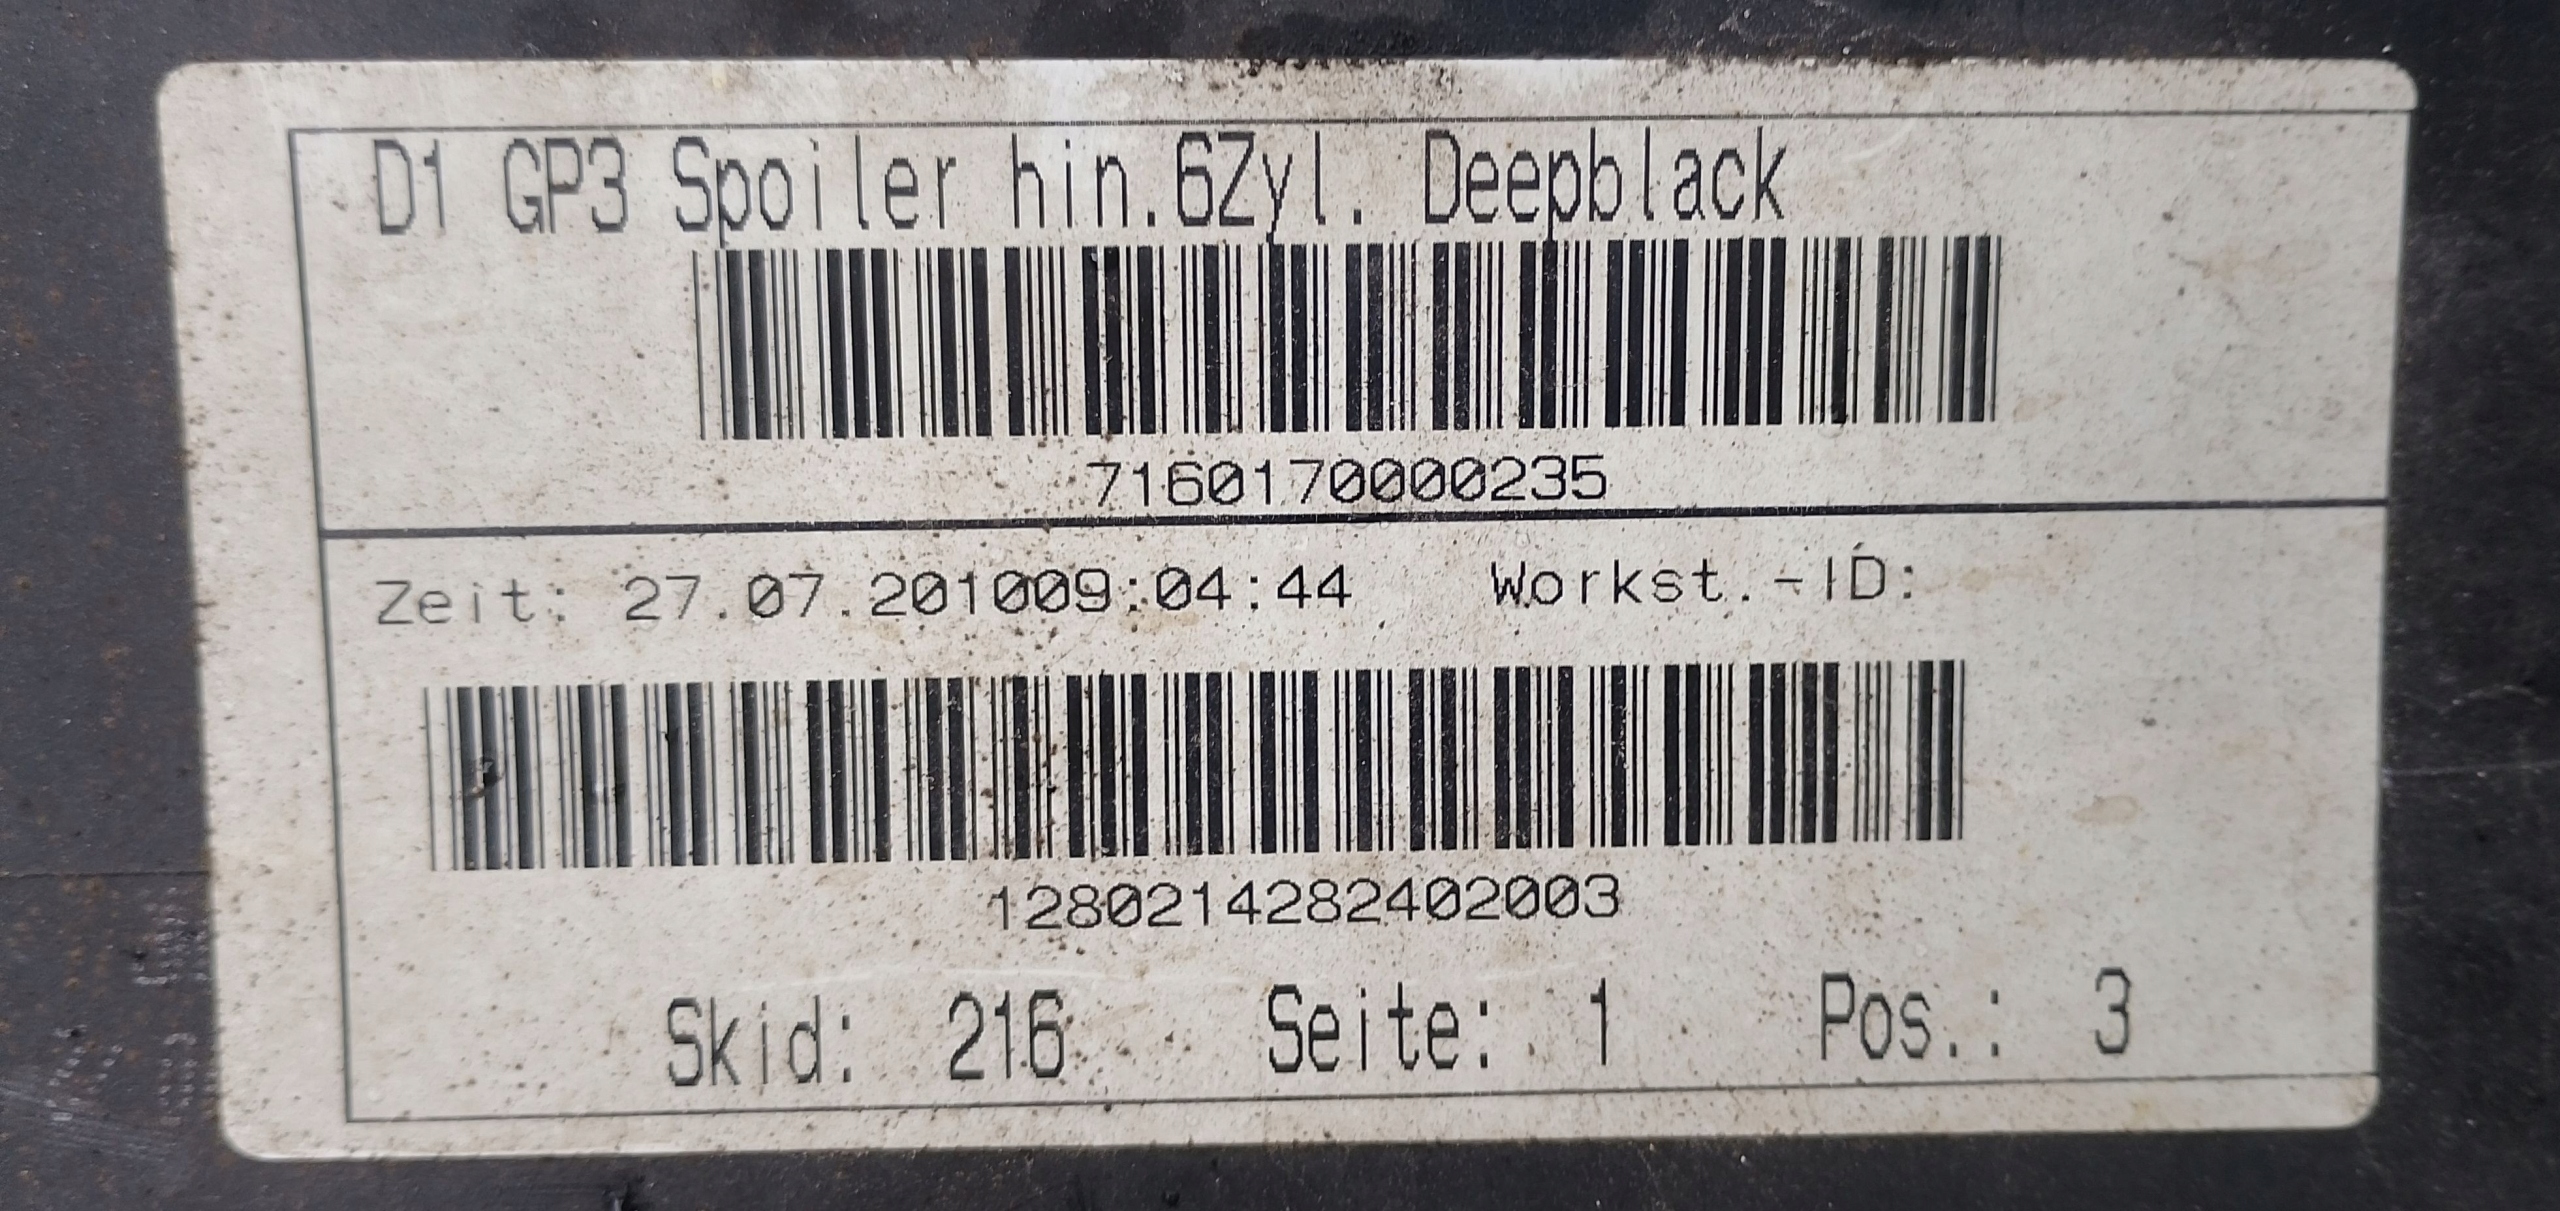 D1 GP3 Spoiler hin.6Zyl. Deepblack
7160170000235
Zeit: 27.07.201009:04:44 Workst.-ID:
1280214282402003
Skid: 216 Seite: 1 Pos.: 3